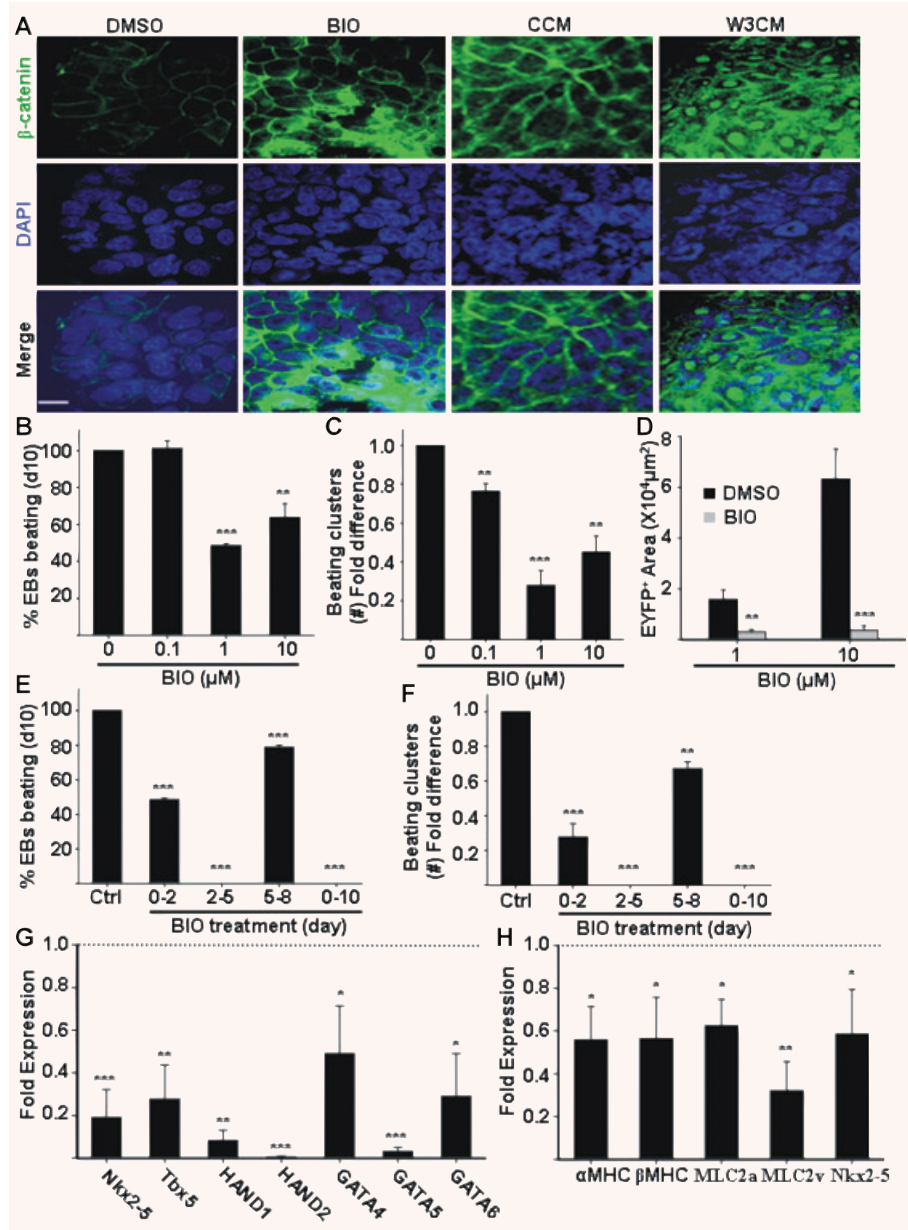 A
DMSO BIO CCM W3CM
β-catenin
DAPI
Merge
B
% EBs beating (d10)
100
80
60
40
20
0 0.1 1 10
BIO (µM)
C
Beating clusters
(#) Fold difference
1.0
0.8
0.6
0.4
0.2
** *** **
0 0.1 1 10
BIO (µM)
*** **
D
EYFP⁺ Area (X10⁴µm²)
8
6
4
2
DMSO
BIO
** ***
1 10
BIO (µM)
E
% EBs beating (d10)
100
80
60
40
20
*** *** *** ***
Ctrl 0-2 2-5 5-8 0-10
BIO treatment (day)
F
Beating clusters
(#) Fold difference
1.0
0.8
0.6
0.4
0.2
*** *** ** ***
Ctrl 0-2 2-5 5-8 0-10
BIO treatment (day)
G
Fold Expression
1.0
0.8
0.6
0.4
0.2
*** ** ** *** * *** *
Nkx2-5 Tbx5 HAND1 HAND2 GATA4 GATA5 GATA6
H
Fold Expression
1.0
0.8
0.6
0.4
0.2
* * * ** *
αMHC βMHC MLC2a MLC2v Nkx2-5